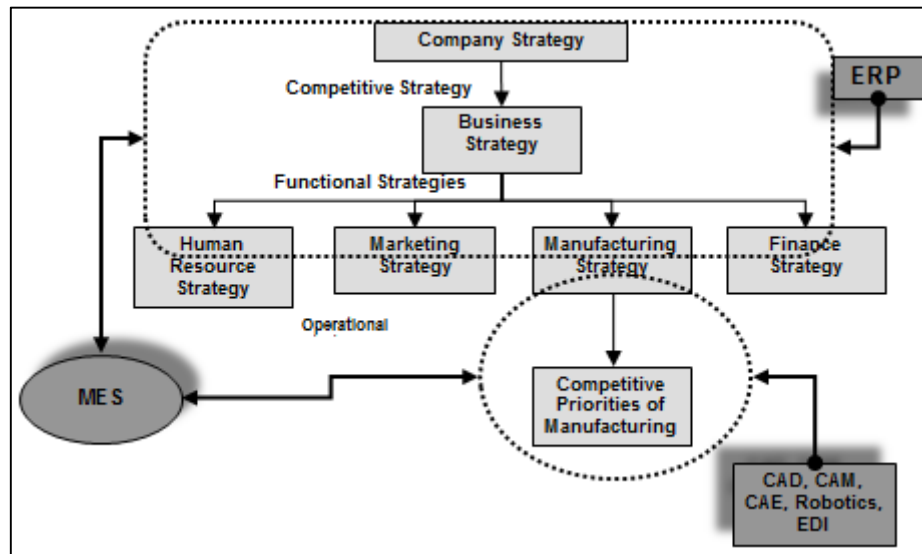 Company Strategy
ERP
Competitive Strategy
Business
Strategy
Functional Strategies
Human
Resource
Strategy
Marketing
Strategy
Manufacturing
Strategy
Finance
Strategy
Operational
MES
Competitive
Priorities of
Manufacturing
CAD, CAM,
CAE, Robotics,
EDI